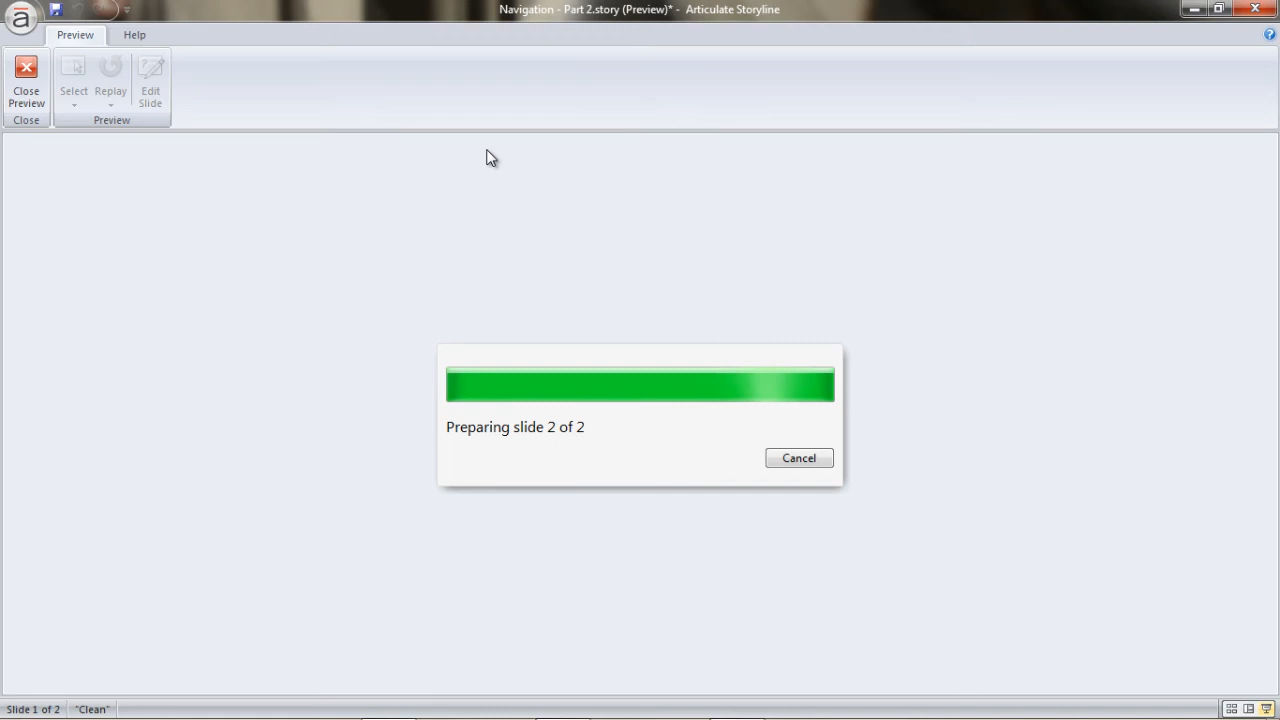 Navigation - Part 2.story (Preview)* - Articulate Storyline
Preview Help
Close Preview
Select
Replay
Edit Slide
Close
Preview
Preparing slide 2 of 2
Cancel
Slide 1 of 2 "Clean"